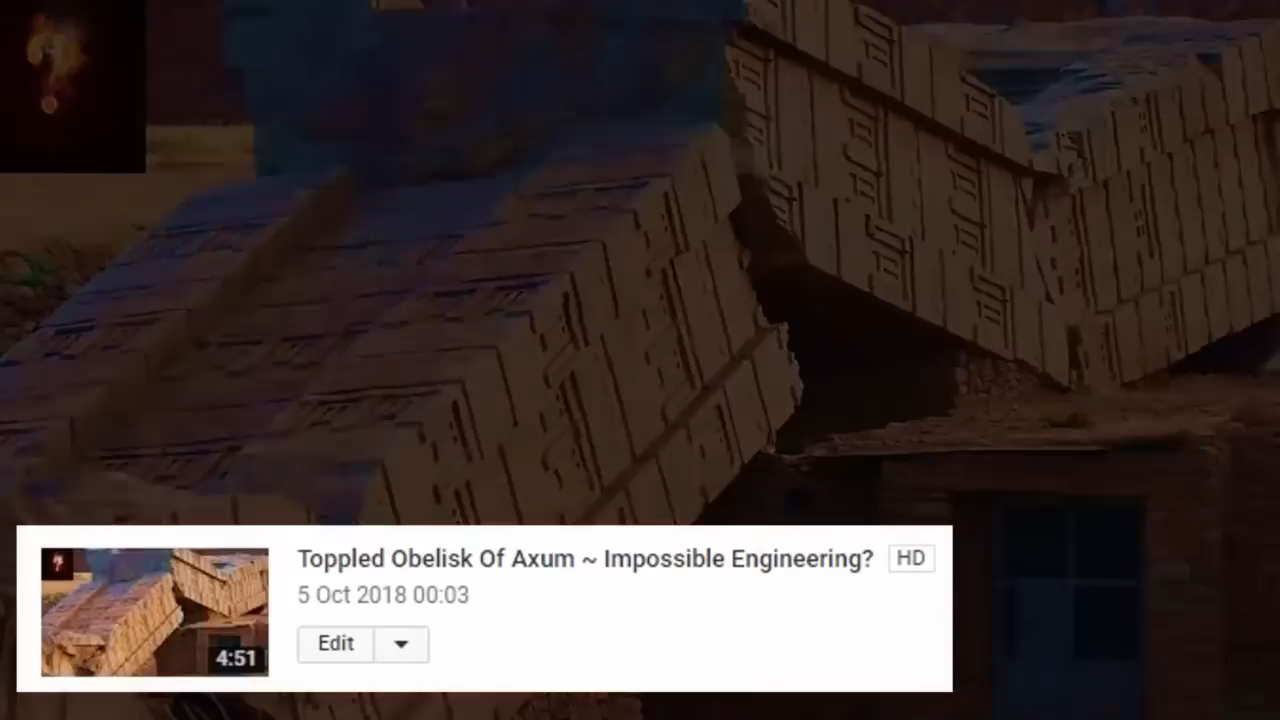 Toppled Obelisk Of Axum ~ Impossible Engineering? HD
5 Oct 2018 00:03
Edit
4:51